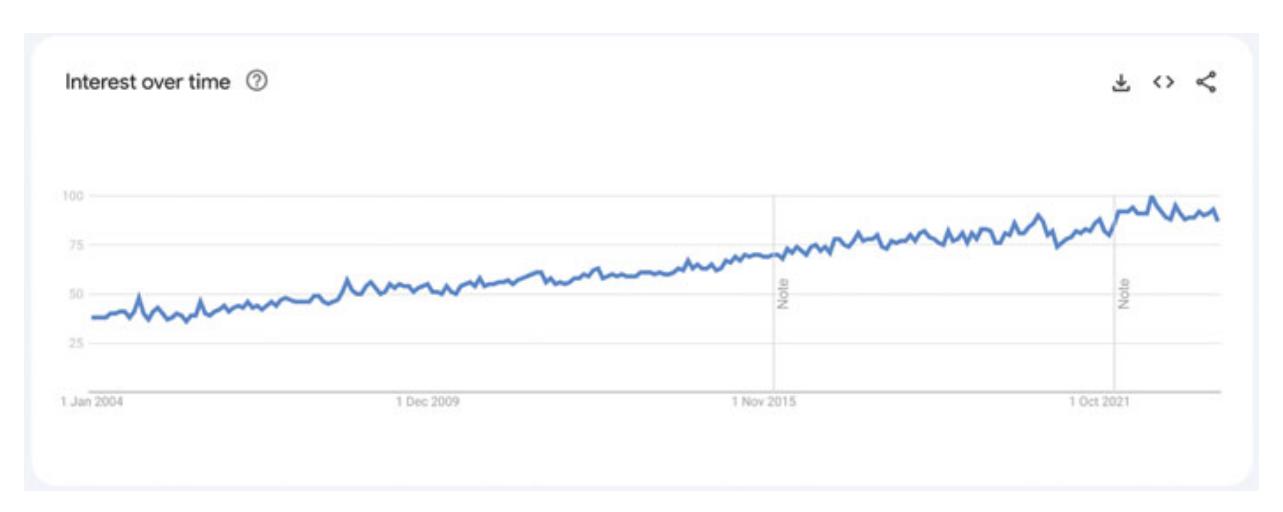 Interest over time
100
75
50
25
Note
Note
1 Jan 2004
1 Dec 2009
1 Nov 2015
1 Oct 2021